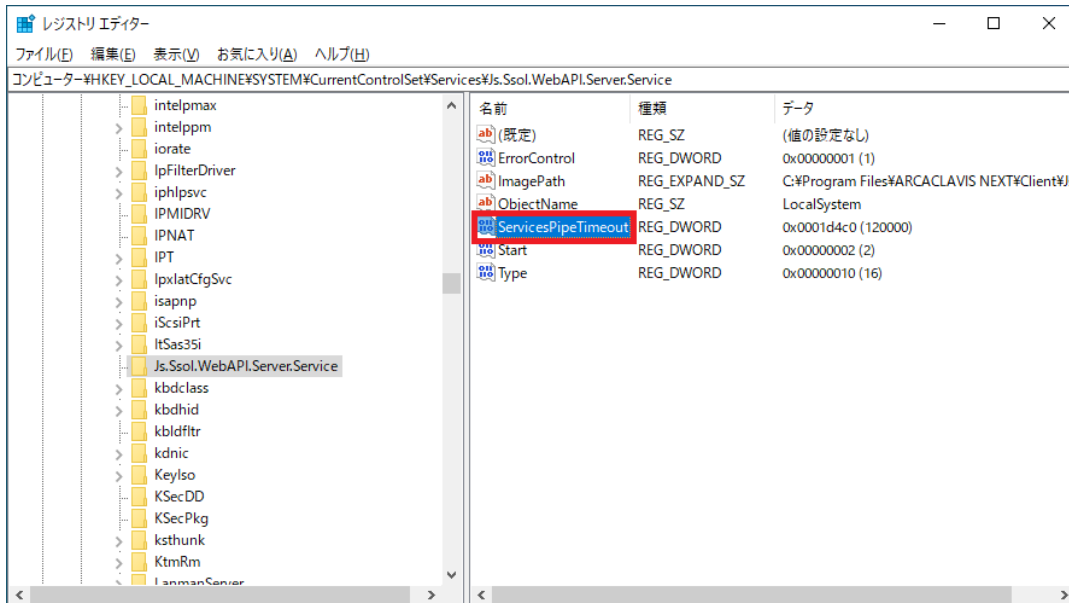 レジストリ エディター
ファイル(F) 編集(E) 表示(V) お気に入り(A) ヘルプ(H)
コンピューター¥HKEY_LOCAL_MACHINE¥SYSTEM¥CurrentControlSet¥Services¥Js.Ssol.WebAPI.Server.Service
intelpmax
intelppm
iorate
IpFilterDriver
iphlpsvc
IPMIDRV
IPNAT
IPT
IpxlatCfgSvc
isapnp
iScsiPrt
ItSas35i
Js.Ssol.WebAPI.Server.Service
kbdclass
kbdhid
kbldfltr
kdnic
KeyIso
KSecDD
KSecPkg
ksthunk
KtmRm
LanmanServer
名前 種類 データ
(既定) REG_SZ (値の設定なし)
ErrorControl REG_DWORD 0x00000001 (1)
ImagePath REG_EXPAND_SZ C:¥Program Files¥ARCACLAVIS NEXT¥Client¥J
ObjectName REG_SZ LocalSystem
ServicesPipeTimeout REG_DWORD 0x0001d4c0 (120000)
Start REG_DWORD 0x00000002 (2)
Type REG_DWORD 0x00000010 (16)